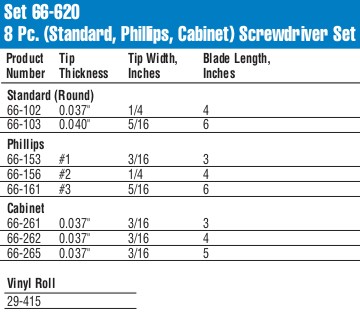 Set 66-620
8 Pc. (Standard, Phillips, Cabinet) Screwdriver Set
Product Tip Tip Width, Blade Length,
Number Thickness Inches Inches
Standard (Round)
66-102 0.037" 1/4 4
66-103 0.040" 5/16 6
Phillips
66-153 #1 3/16 3
66-156 #2 1/4 4
66-161 #3 5/16 6
Cabinet
66-261 0.037" 3/16 3
66-262 0.037" 3/16 4
66-265 0.037" 3/16 5
Vinyl Roll
29-415